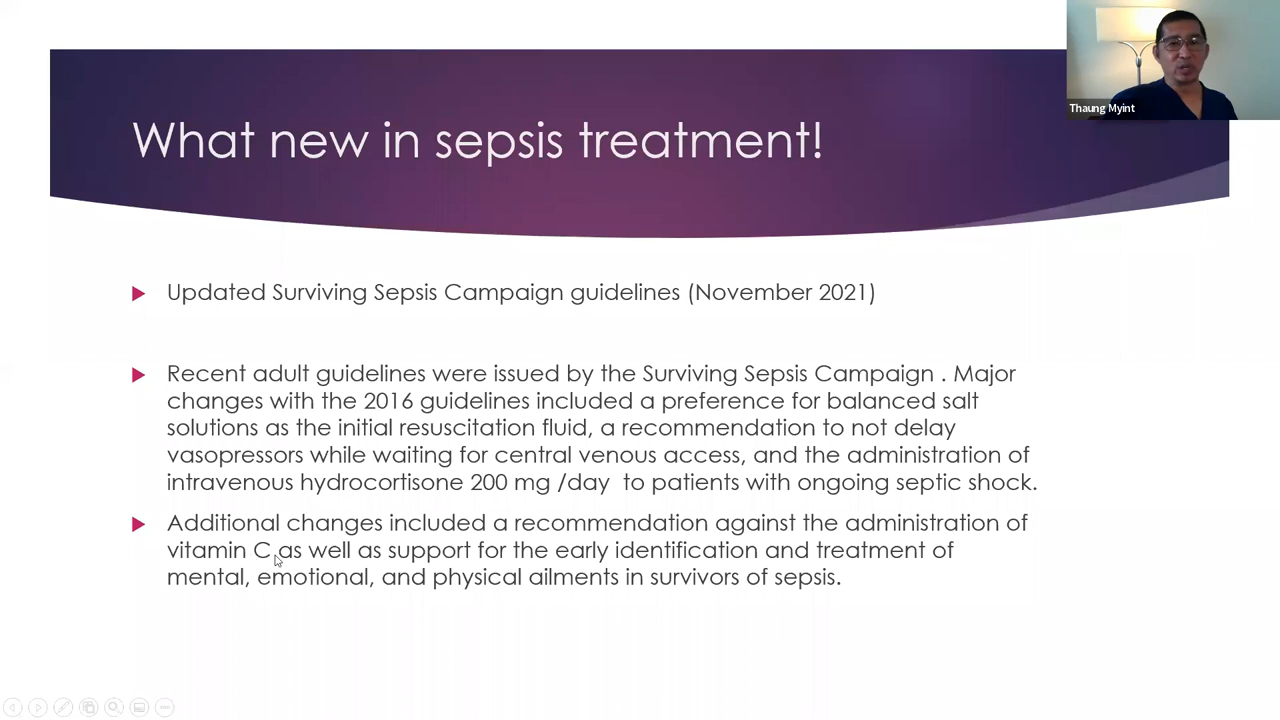 Thaung Myint
What new in sepsis treatment!
Updated Surviving Sepsis Campaign guidelines (November 2021)
Recent adult guidelines were issued by the Surviving Sepsis Campaign . Major
changes with the 2016 guidelines included a preference for balanced salt
solutions as the initial resuscitation fluid, a recommendation to not delay
vasopressors while waiting for central venous access, and the administration of
intravenous hydrocortisone 200 mg /day to patients with ongoing septic shock.
Additional changes included a recommendation against the administration of
vitamin C as well as support for the early identification and treatment of
mental, emotional, and physical ailments in survivors of sepsis.